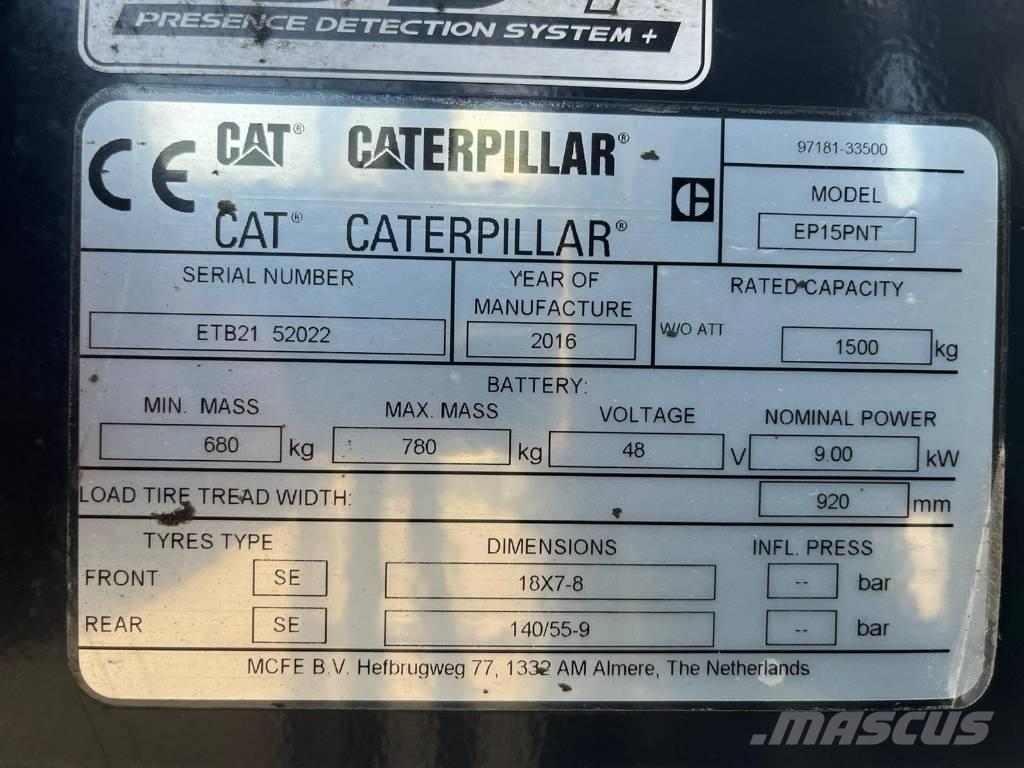 PRESENCE DETECTION SYSTEM +
CE CAT® CATERPILLAR®
CAT® CATERPILLAR®
97181-33500
MODEL
EP15PNT
SERIAL NUMBER
ETB21 52022
YEAR OF
MANUFACTURE
2016
RATED CAPACITY
W/O ATT 1500 kg
BATTERY:
MIN. MASS MAX. MASS VOLTAGE NOMINAL POWER
680 kg 780 kg 48 V 9.00 kW
LOAD TIRE TREAD WIDTH: 920 mm
TYRES TYPE DIMENSIONS INFL. PRESS
FRONT SE 18X7-8 -- bar
REAR SE 140/55-9 -- bar
MCFE B.V. Hefbrugweg 77, 1332 AM Almere, The Netherlands
MASCUS